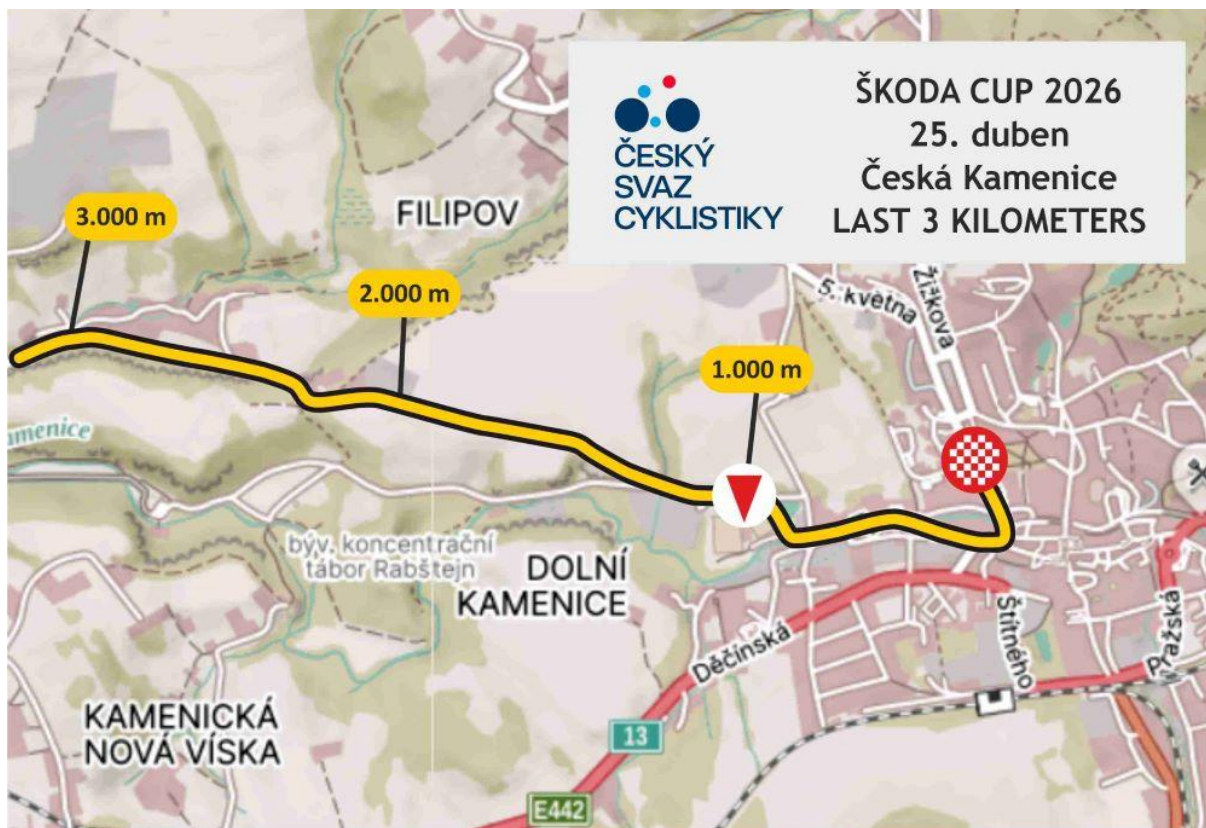 ČESKÝ
SVAZ
CYKLISTIKY
ŠKODA CUP 2026
25. duben
Česká Kamenice
LAST 3 KILOMETERS
3.000 m
FILIPOV
2.000 m
5. května
Žižkova
1.000 m
amenice
býv. koncentrační
tábor Rabštejn
DOLNÍ
KAMENICE
Děčínská
Štítného
Pražská
KAMENICKÁ
NOVÁ VÍSKA
13
E442